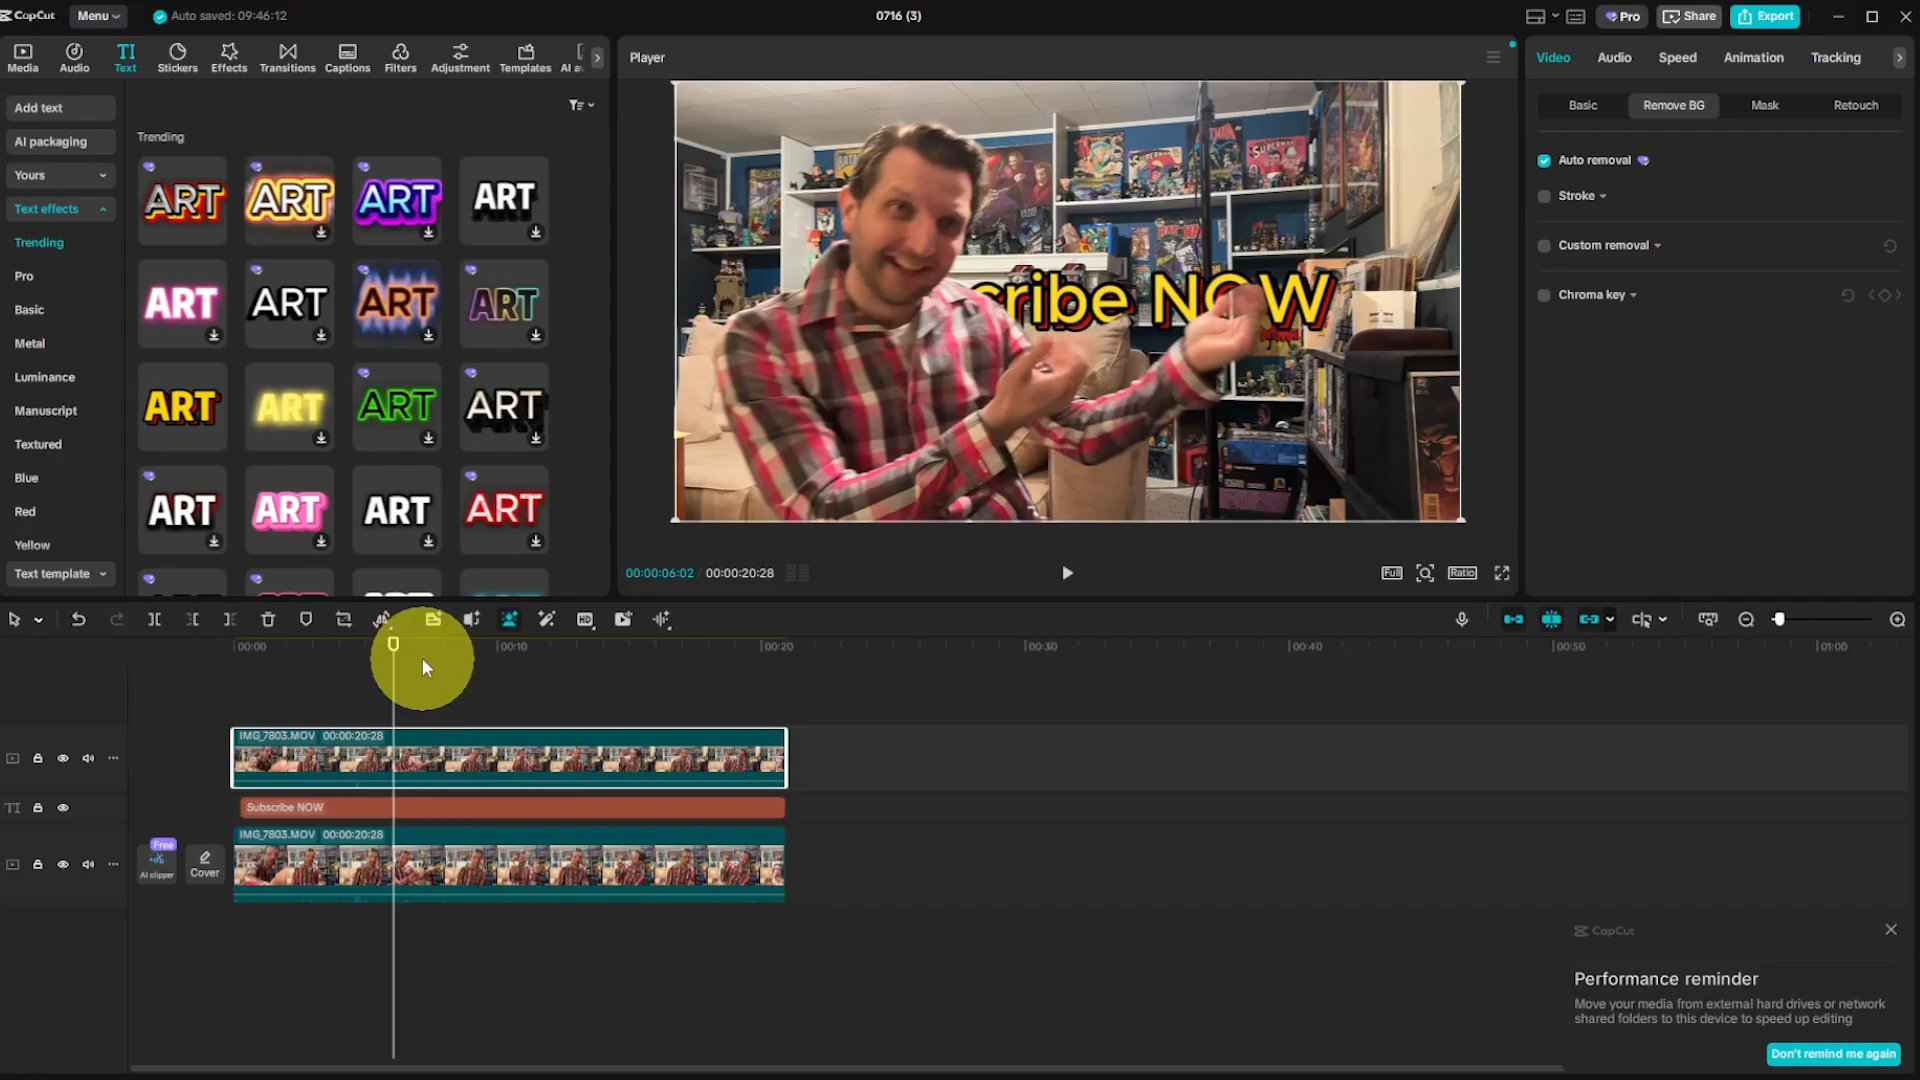 CapCut
Menu
Auto saved: 09:46:12
0716 (3)
Pro
Share
Export
Media
Audio
TI
Text
Stickers
Effects
Transitions
Captions
Filters
Adjustment
Templates
Player
Video
Audio
Speed
Animation
Tracking
Add text
AI packaging
Yours
Text effects
Trending
Pro
Basic
Metal
Luminance
Manuscript
Textured
Blue
Red
Yellow
Text template
Trending
ART ART ART ART
ART ART ART ART
ART ART ART ART
ART ART ART ART
cribe NOW
BATMAN
SUPERMAN
00:00:06:02 / 00:00:20:28
Full
Ratio
Basic
Remove BG
Mask
Retouch
Auto removal
Stroke
Custom removal
Chroma key
HD
00:00
00:10
00:20
00:30
00:40
00:50
01:00
IMG_7803.MOV 00:00:20:28
TI
Subscribe NOW
IMG_7803.MOV 00:00:20:28
Free
AI clipper
Cover
CapCut
Performance reminder
Move your media from external hard drives or network
shared folders to this device to speed up editing
Don't remind me again